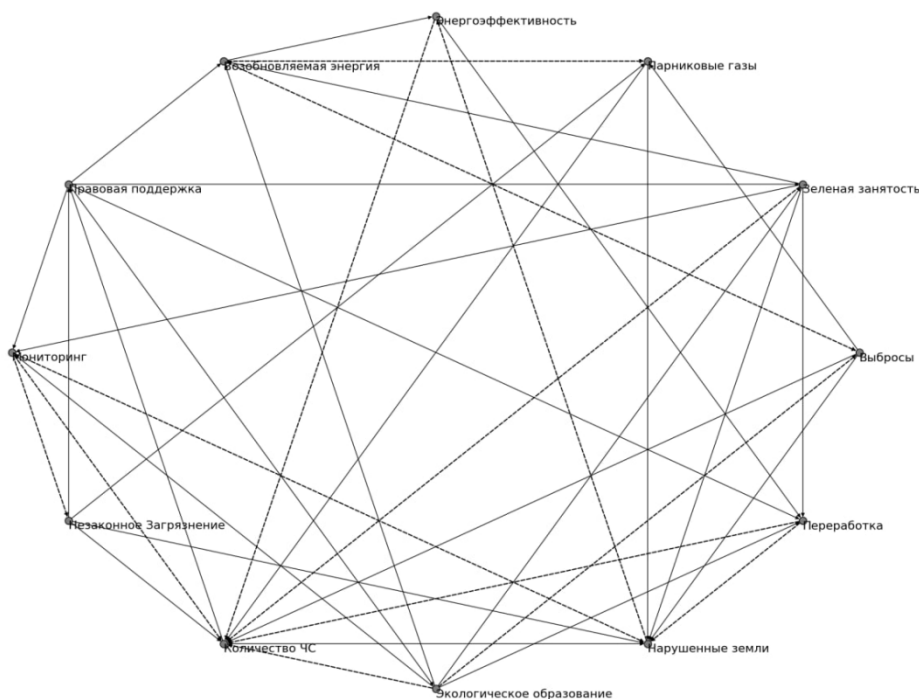 Энергоэффективность
Возобновляемая энергия
Парниковые газы
Правовая поддержка
Зеленая занятость
Мониторинг
Выбросы
Незаконное Загрязнение
Переработка
Количество ЧС
Нарушенные земли
Экологическое образование